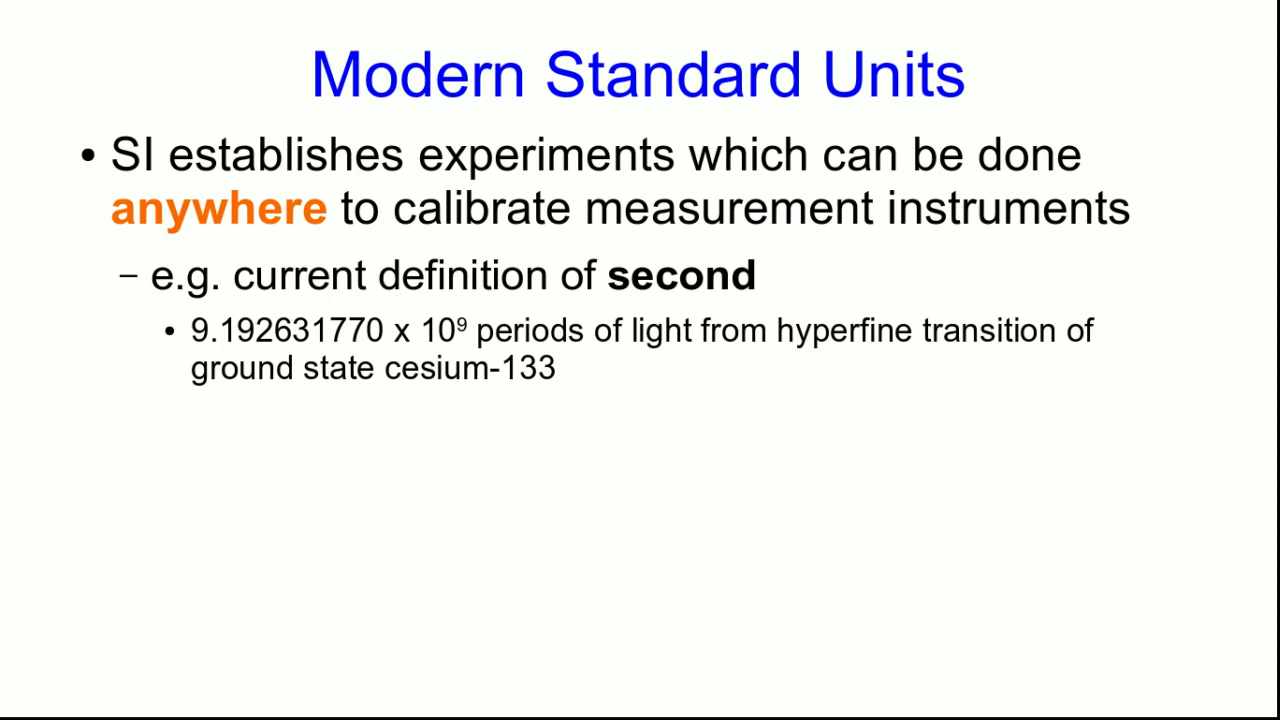 Modern Standard Units
• SI establishes experiments which can be done
anywhere to calibrate measurement instruments
– e.g. current definition of second
• 9.192631770 x 10⁹ periods of light from hyperfine transition of
ground state cesium-133